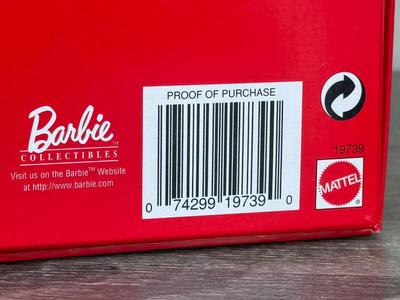 PROOF OF PURCHASE
Barbie™
COLLECTIBLES
Visit us on the Barbie™ Website
at http://www.barbie.com
0 74299 19739 0
19739
MATTEL®